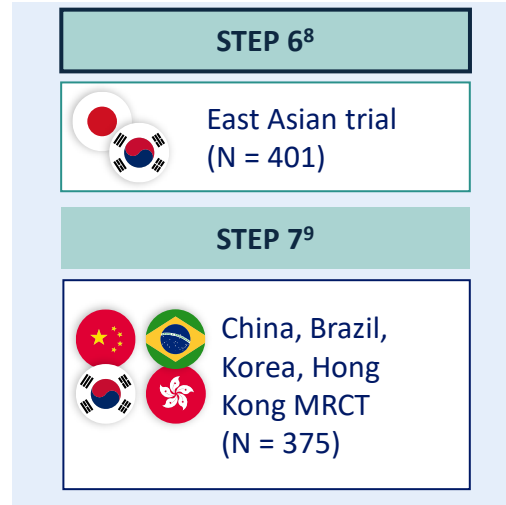 STEP 6⁸
East Asian trial
(N = 401)
STEP 7⁹
China, Brazil,
Korea, Hong
Kong MRCT
(N = 375)